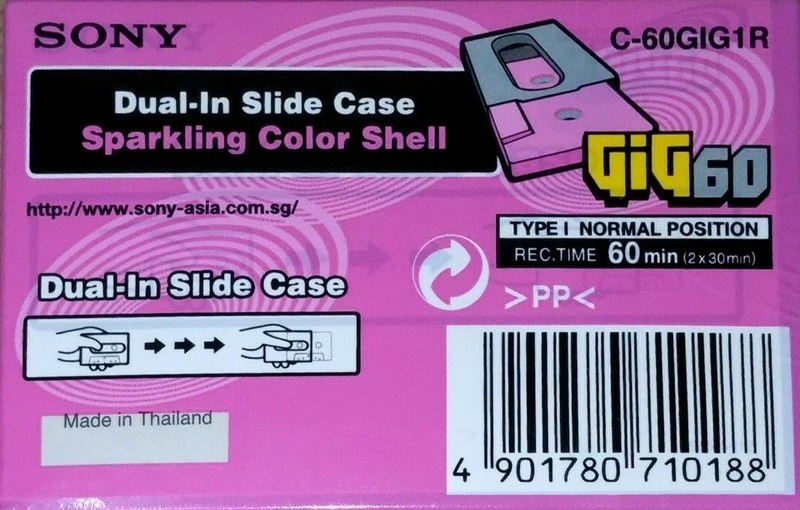 SONY
C-60GIG1R
Dual-In Slide Case
Sparkling Color Shell
GiG60
http://www.sony-asia.com.sg/
TYPE I NORMAL POSITION
REC.TIME 60 min (2x30min)
>PP<
Dual-In Slide Case
Made in Thailand
4 901780 710188